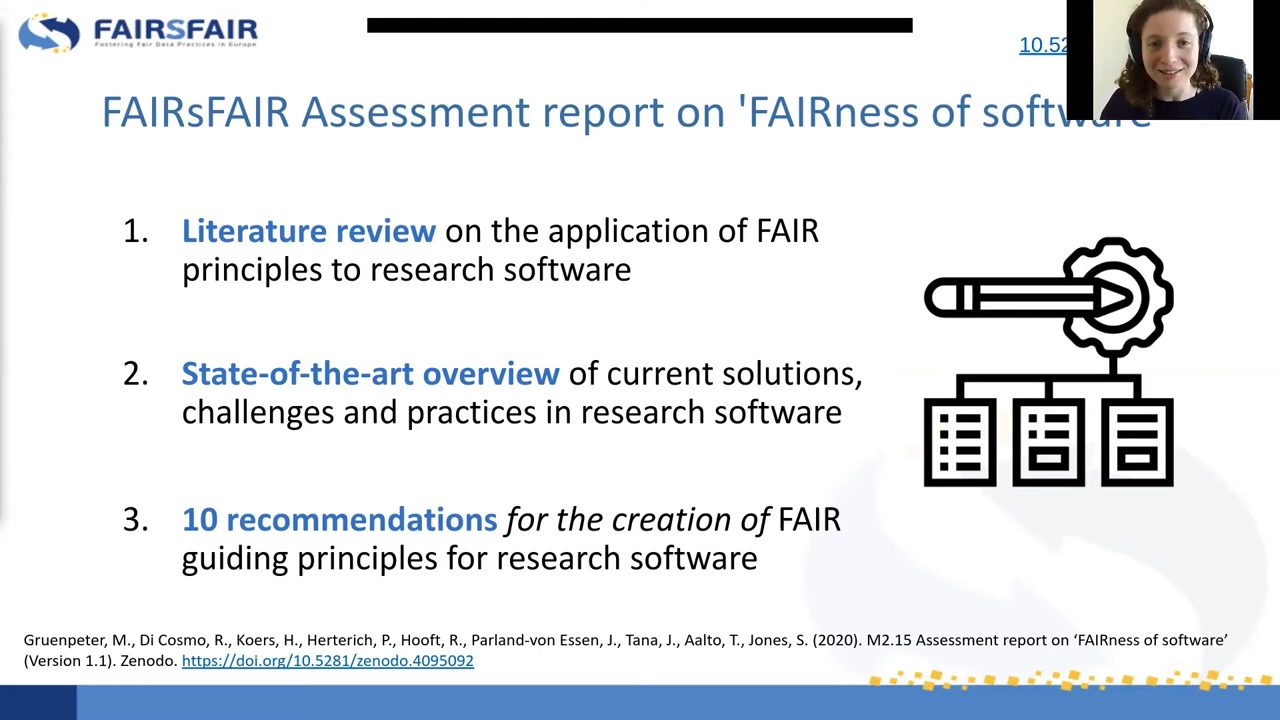 FAIRSFAIR
Fostering Fair Data Practices in Europe
10.52
FAIRsFAIR Assessment report on 'FAIRness of software'
1. Literature review on the application of FAIR
principles to research software
2. State-of-the-art overview of current solutions,
challenges and practices in research software
3. 10 recommendations for the creation of FAIR
guiding principles for research software
Gruenpeter, M., Di Cosmo, R., Koers, H., Herterich, P., Hooft, R., Parland-von Essen, J., Tana, J., Aalto, T., Jones, S. (2020). M2.15 Assessment report on ‘FAIRness of software’
(Version 1.1). Zenodo. https://doi.org/10.5281/zenodo.4095092